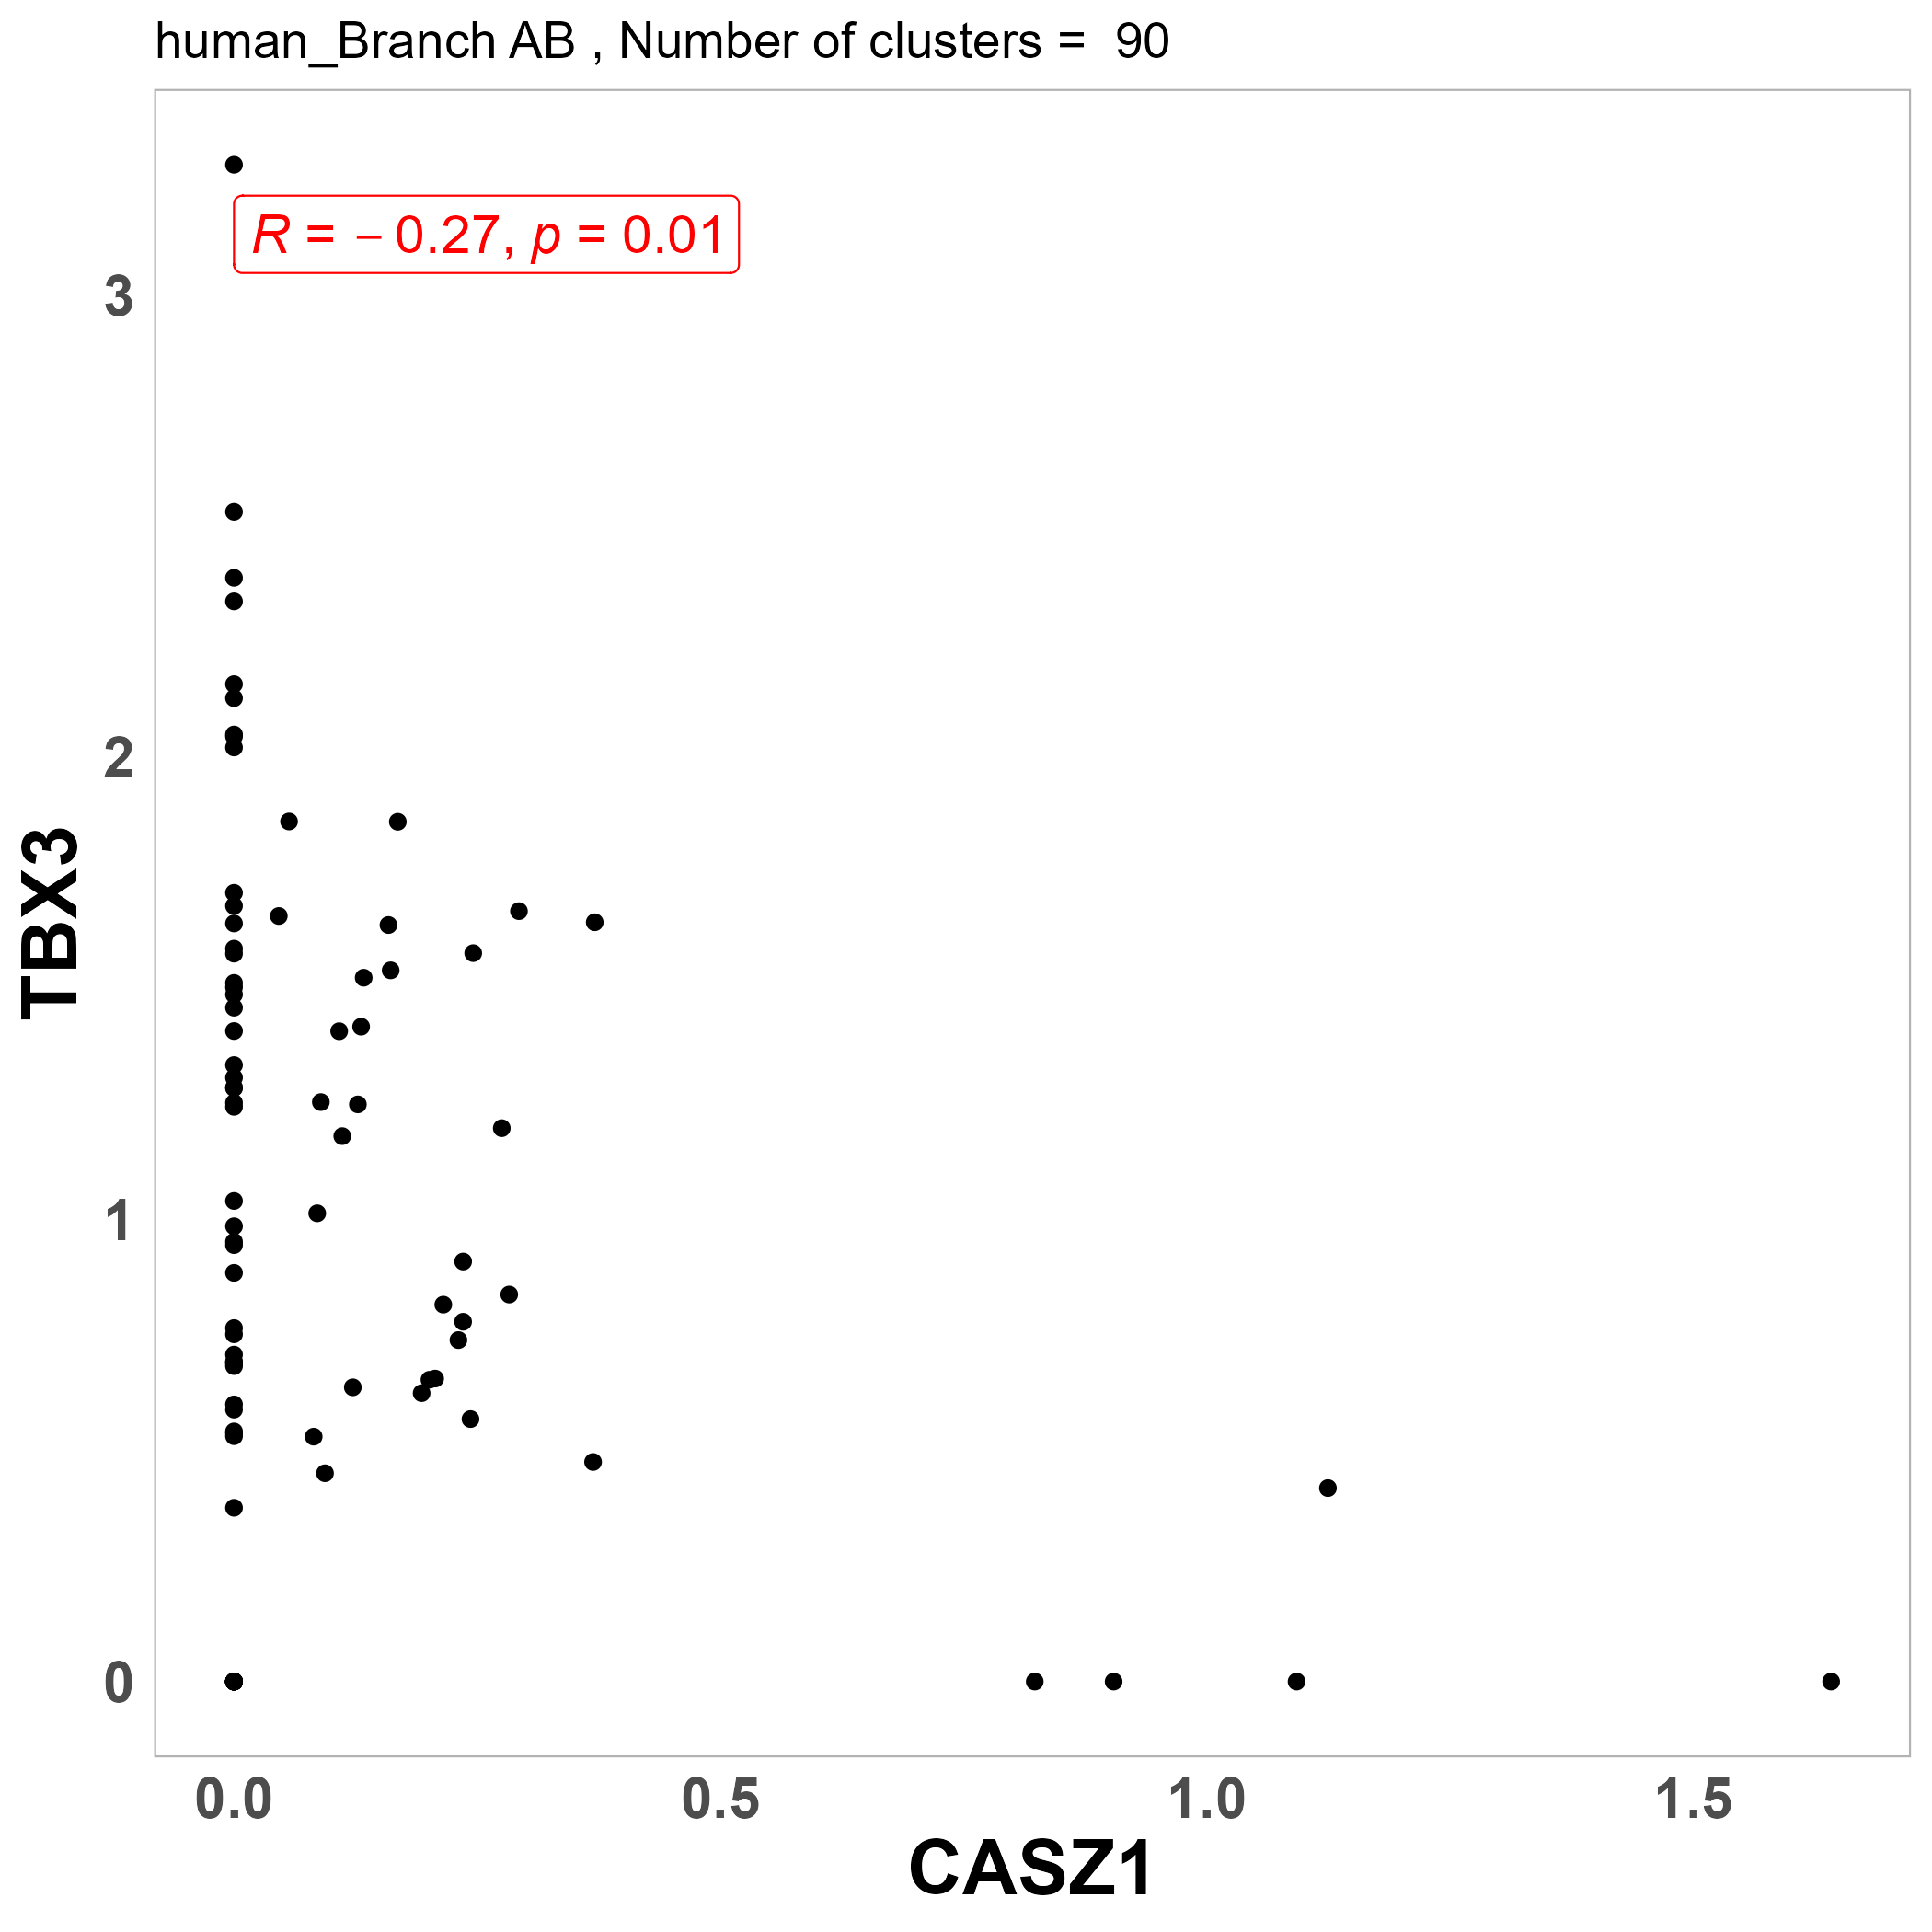 human_Branch AB , Number of clusters =  90
R = − 0.27, p = 0.01
3
2
1
0
TBX3
0.0 0.5 1.0 1.5
CASZ1